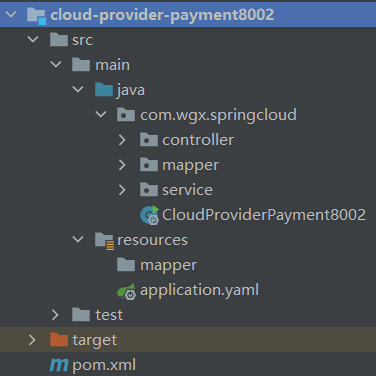 cloud-provider-payment8002
src
main
java
com.wgx.springcloud
controller
mapper
service
CloudProviderPayment8002
resources
mapper
application.yaml
test
target
pom.xml